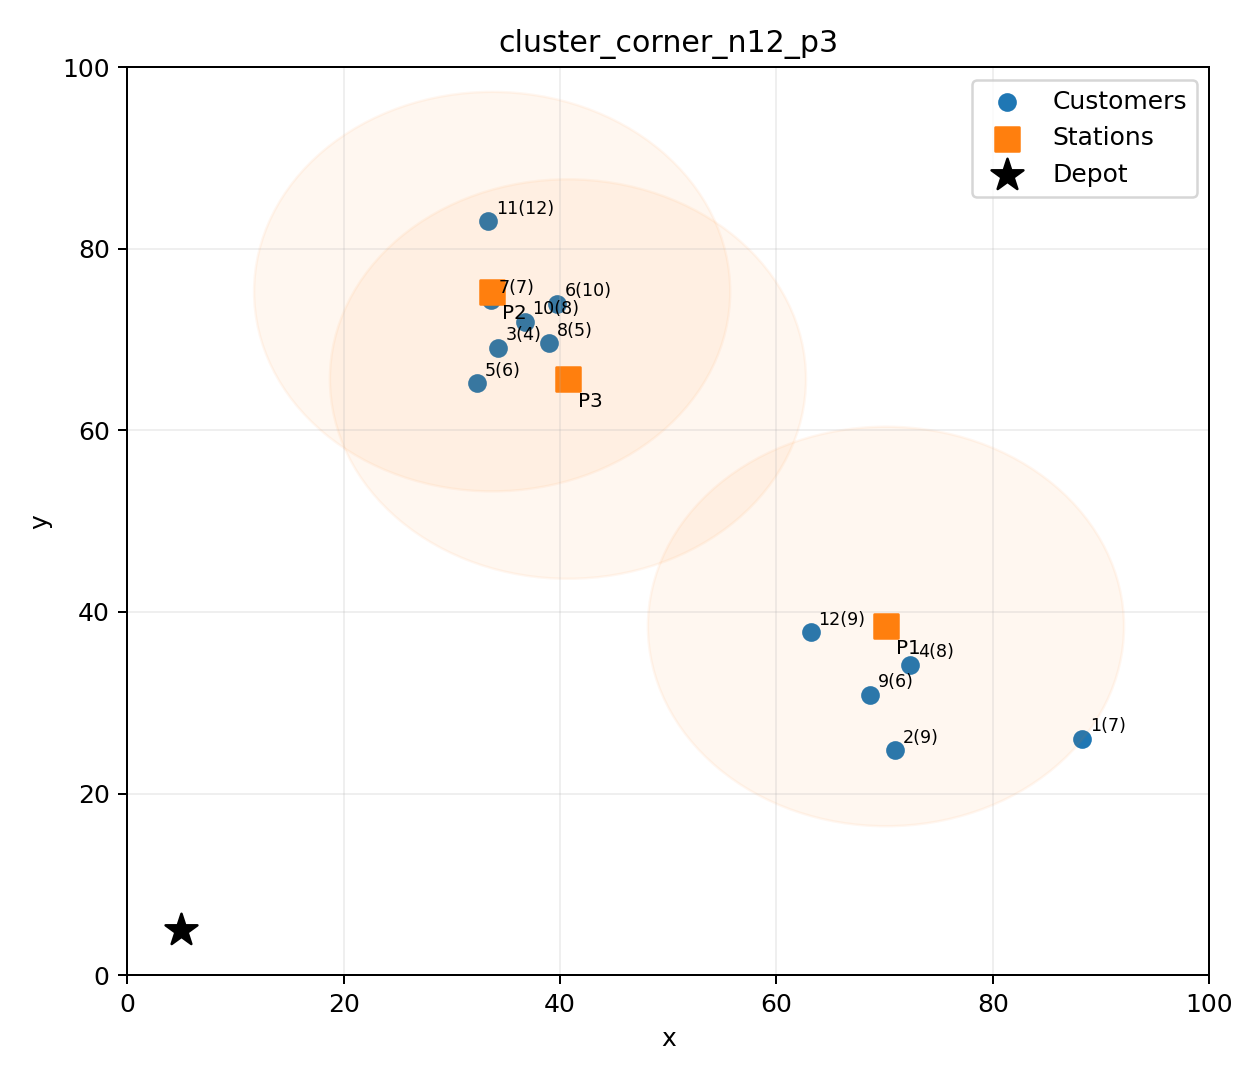 cluster_corner_n12_p3
100
80
60
40
20
0
y
Customers
Stations
Depot
11(12)
7(7)
6(10)
P2
10(8)
3(4)
8(5)
5(6)
P3
12(9)
P1
4(8)
9(6)
2(9)
1(7)
0
20
40
60
80
100
x